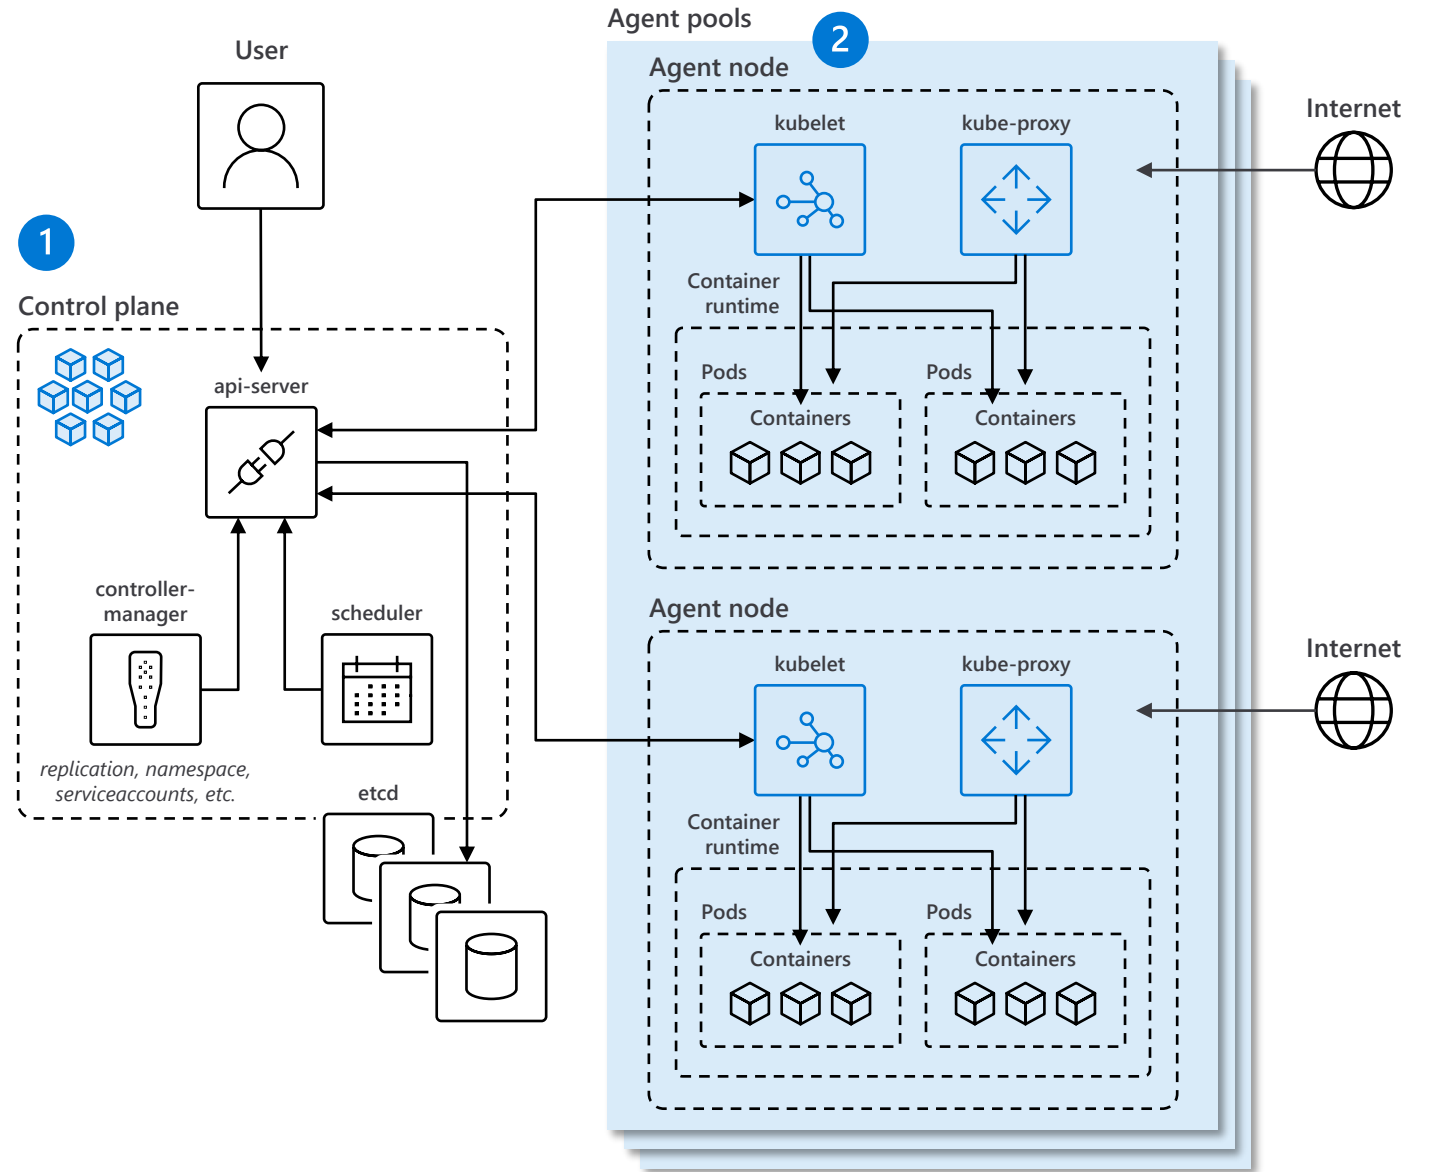 Agent pools
2
User
Agent node
kubelet
kube-proxy
Internet
1
Control plane
Container
runtime
api-server
Pods
Pods
Containers
Containers
controller-
manager
scheduler
Agent node
kubelet
kube-proxy
Internet
replication, namespace,
serviceaccounts, etc.
etcd
Container
runtime
Pods
Pods
Containers
Containers